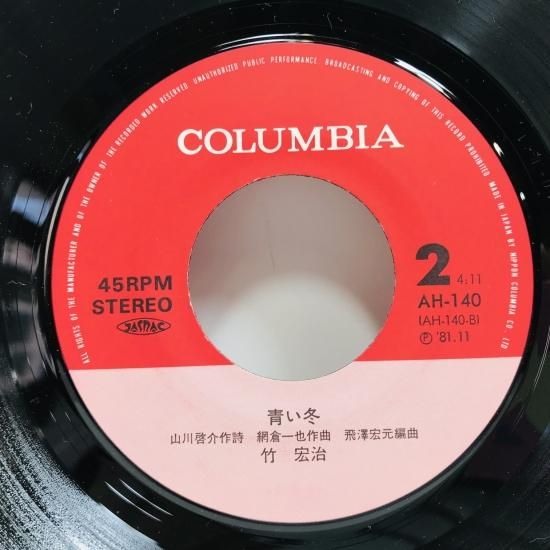 ALL RIGHTS OF THE MANUFACTURER AND OF THE OWNER OF THE RECORDED WORK RESERVED. UNAUTHORIZED PUBLIC PERFORMANCE. BROADCASTING AND COPYING OF THIS RECORD PROHIBITED. MADE IN JAPAN BY NIPPON COLUMBIA CO. LTD
COLUMBIA
45RPM
STEREO
JASRAC
2 4:11
AH-140
(AH-140-B)
Ⓟ '81.11
青い冬
山川啓介作詩 網倉一也作曲 飛澤宏元編曲
竹 宏治